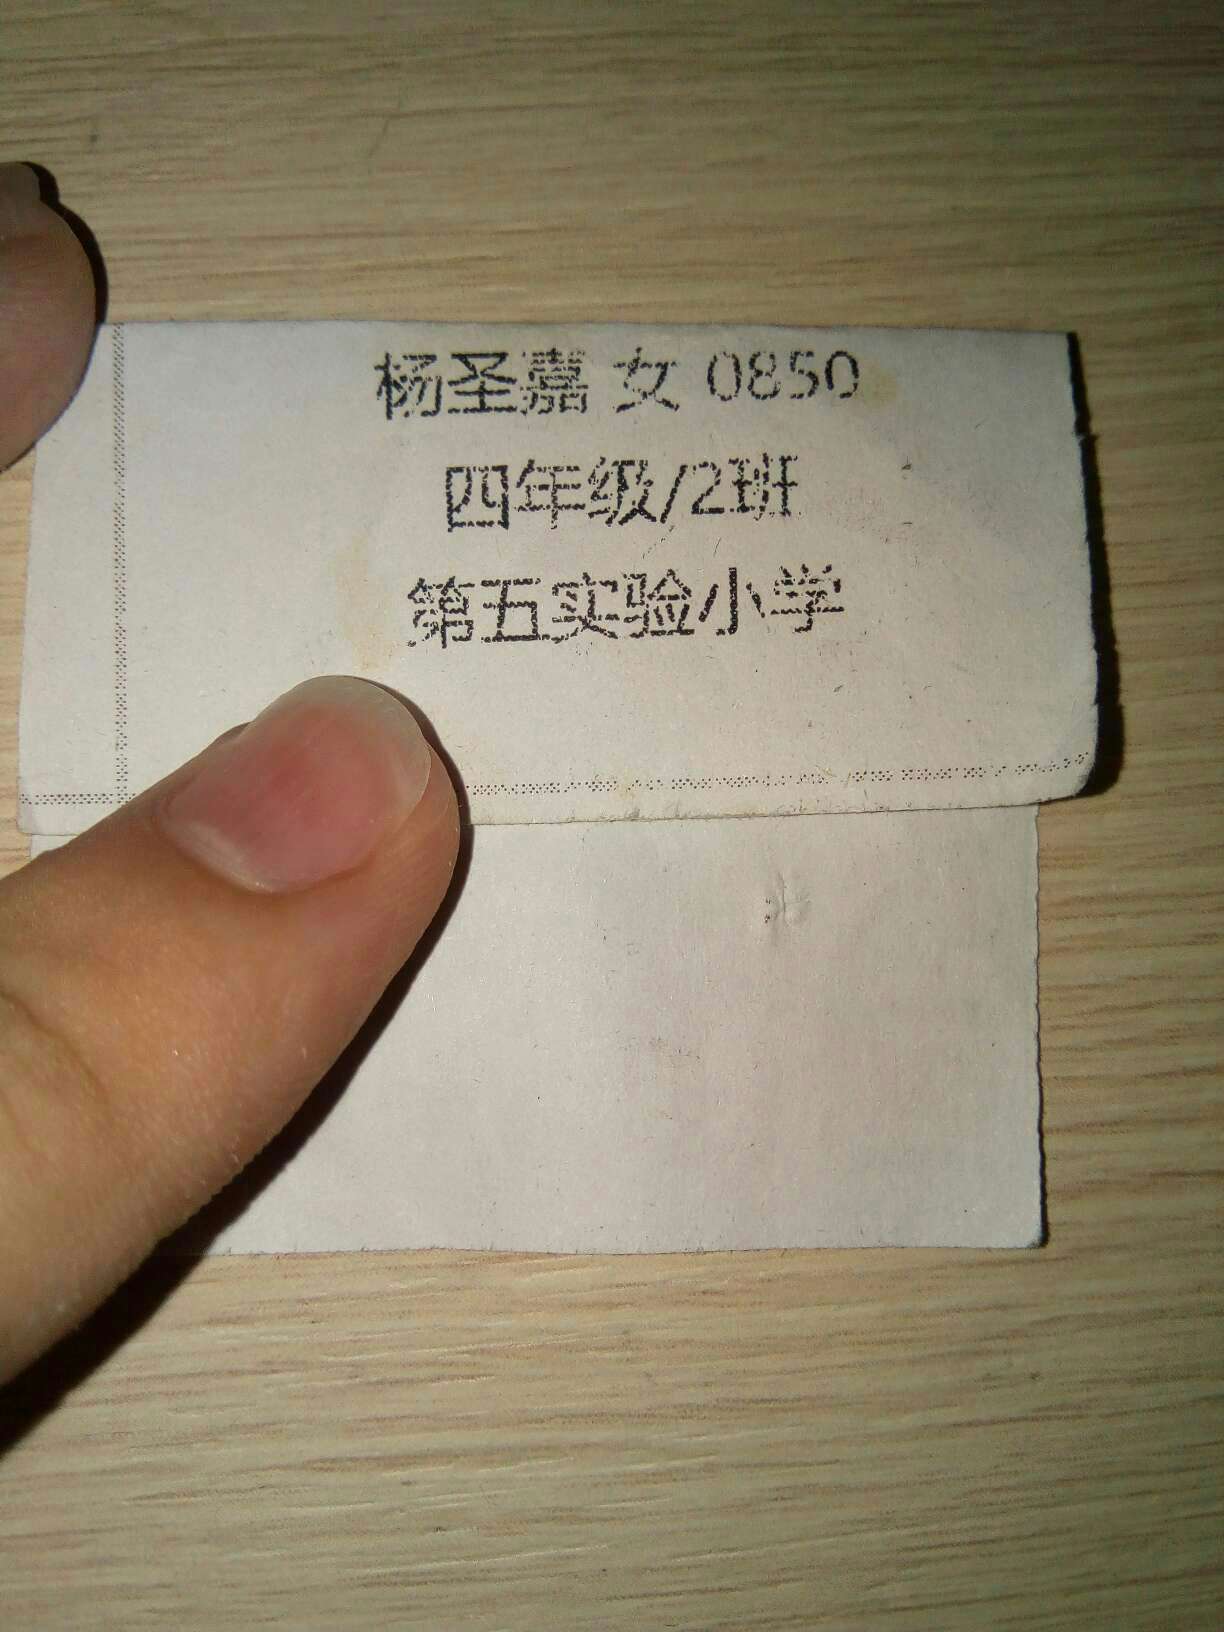 杨圣嘉 女 0850
四年级/2班
第五实验小学